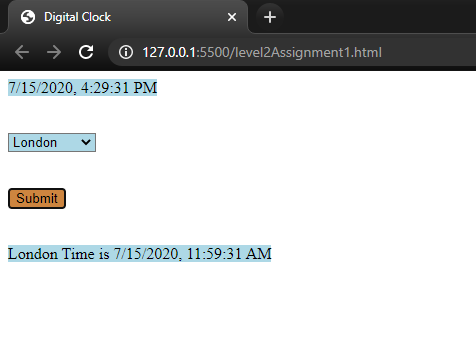 Digital Clock
127.0.0.1:5500/level2Assignment1.html
7/15/2020, 4:29:31 PM
London
Submit
London Time is 7/15/2020, 11:59:31 AM